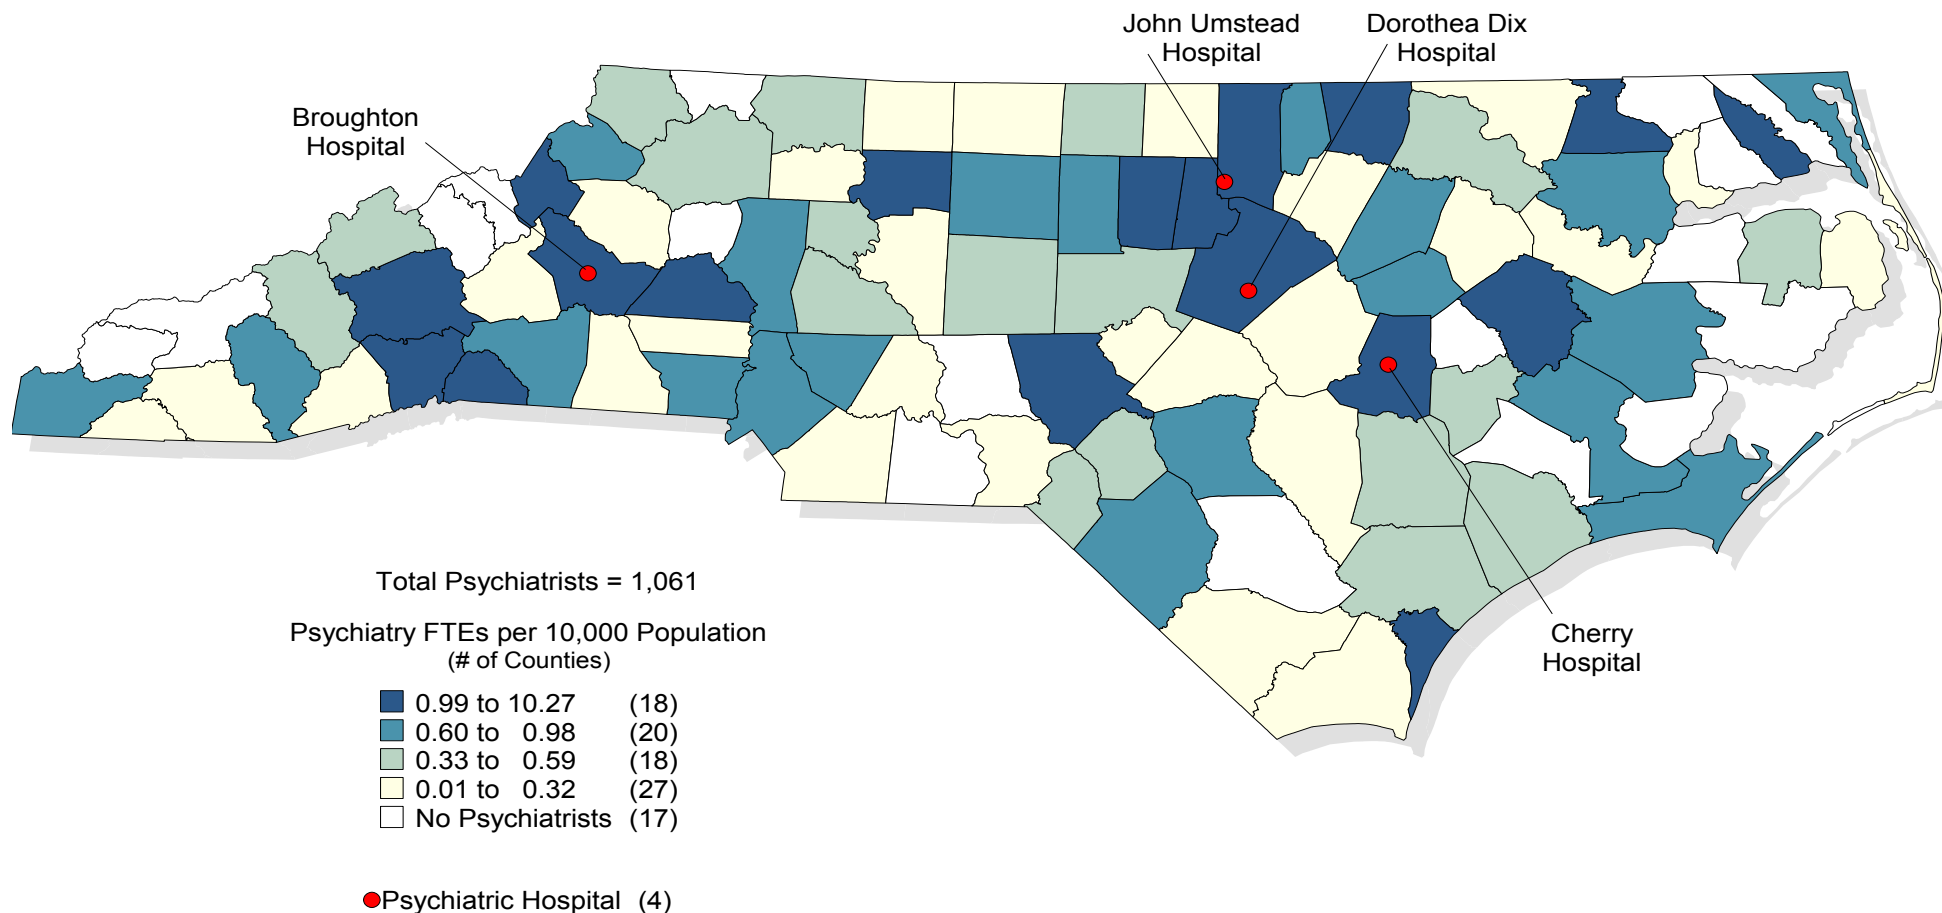 John Umstead
Hospital
Dorothea Dix
Hospital
Broughton
Hospital
Cherry
Hospital
Total Psychiatrists = 1,061
Psychiatry FTEs per 10,000 Population
(# of Counties)
0.99 to 10.27 (18)
0.60 to 0.98 (20)
0.33 to 0.59 (18)
0.01 to 0.32 (27)
No Psychiatrists (17)
Psychiatric Hospital (4)